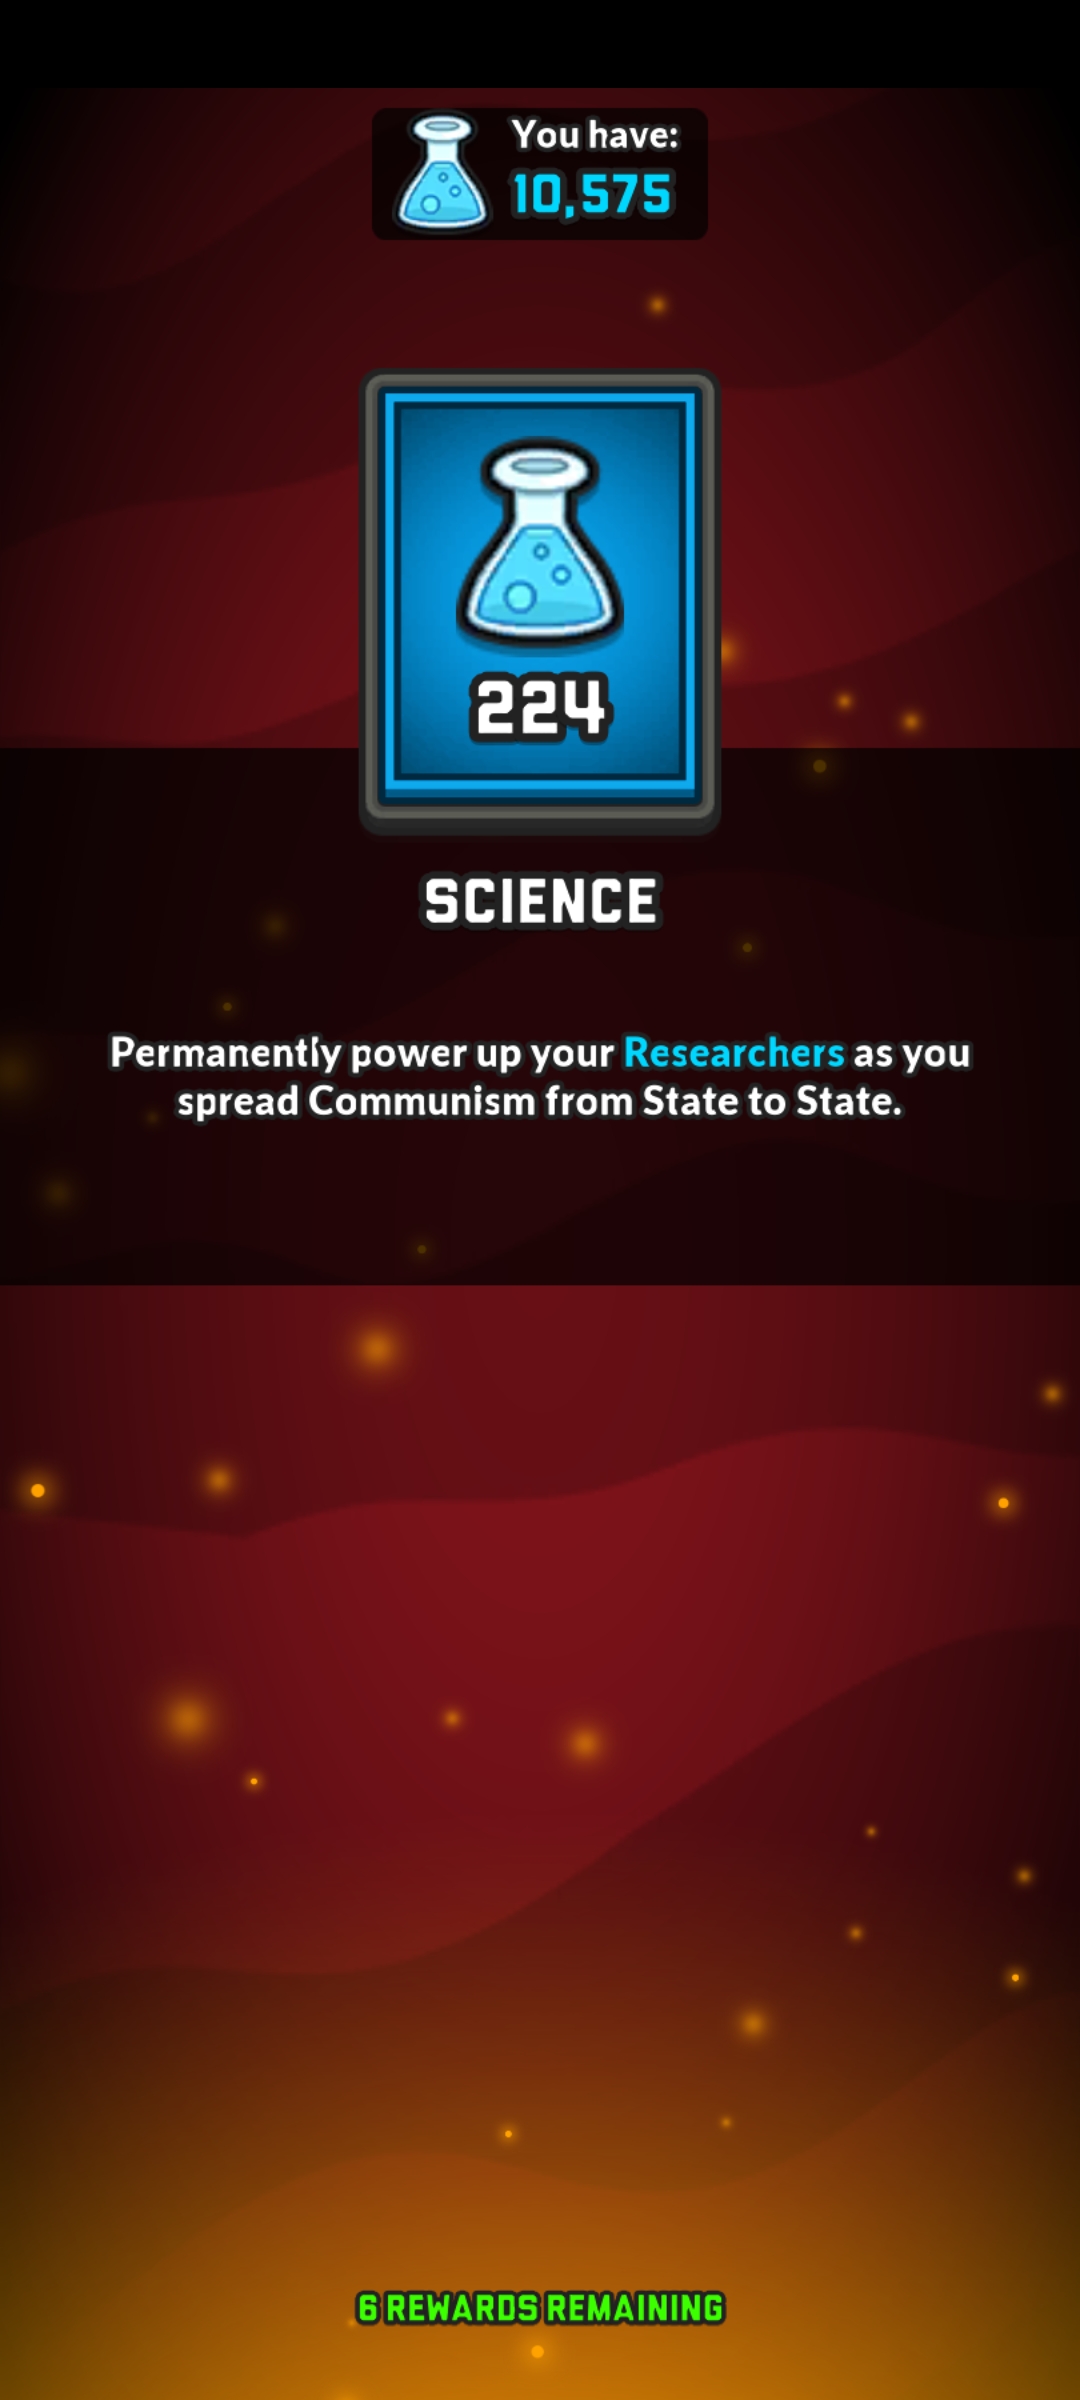 You have:
10,575
224
SCIENCE
Permanently power up your Researchers as you
spread Communism from State to State.
6 REWARDS REMAINING